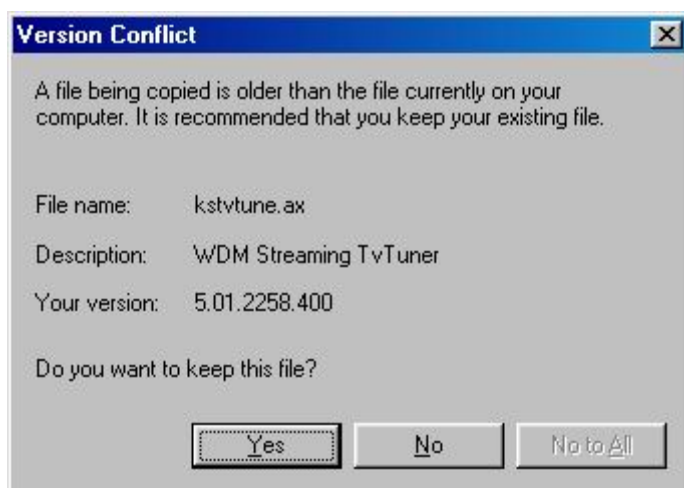 Version Conflict
A file being copied is older than the file currently on your
computer. It is recommended that you keep your existing file.
File name: kstvtune.ax
Description: WDM Streaming TvTuner
Your version: 5.01.2258.400
Do you want to keep this file?
Yes No No to All